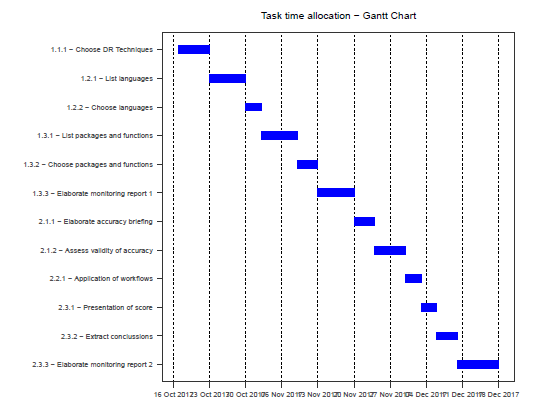 Task time allocation − Gantt Chart
1.1.1 − Choose DR Techniques
1.2.1 − List languages
1.2.2 − Choose languages
1.3.1 − List packages and functions
1.3.2 − Choose packages and functions
1.3.3 − Elaborate monitoring report 1
2.1.1 − Elaborate accuracy briefing
2.1.2 − Assess validity of accuracy
2.2.1 − Application of workflows
2.3.1 − Presentation of score
2.3.2 − Extract conclussions
2.3.3 − Elaborate monitoring report 2
16 Oct 2017 23 Oct 2017 30 Oct 2017 06 Nov 2017 13 Nov 2017 20 Nov 2017 27 Nov 2017 04 Dec 2017 11 Dec 2017 18 Dec 2017